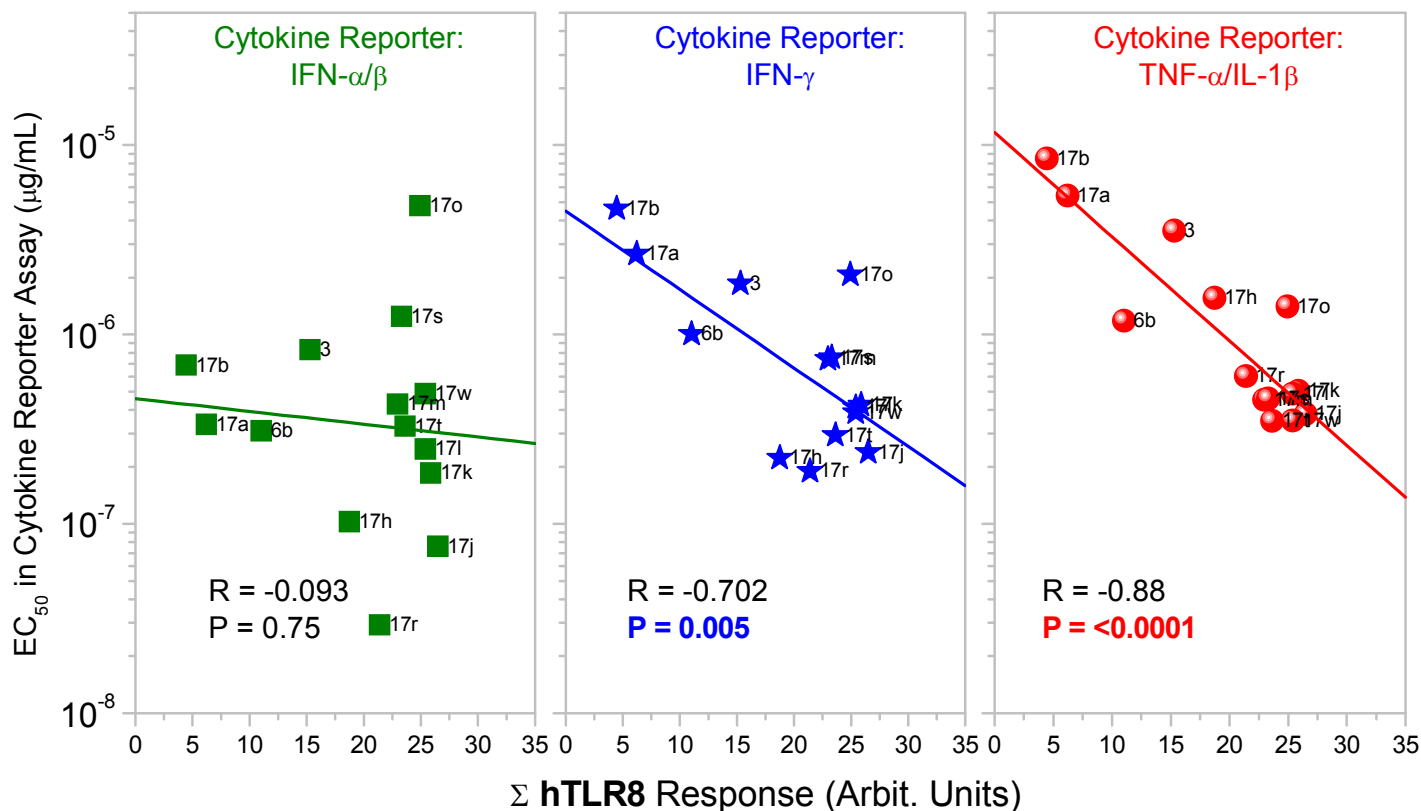 Cytokine Reporter:
IFN-α/β
Cytokine Reporter:
IFN-γ
Cytokine Reporter:
TNF-α/IL-1β
EC50 in Cytokine Reporter Assay (μg/mL)
10-5
10-6
10-7
10-8
17o
17s
3
17b
17w
17m
17a
6b
17t
17l
17k
17h
17j
17r
R = -0.093
P = 0.75
17b
17a
3
17o
6b
17s
17k
17w
17t
17h
17j
17r
R = -0.702
P = 0.005
17b
17a
3
17h
17o
6b
17r
17k
17j
17w
R = -0.88
P = <0.0001
0 5 10 15 20 25 30 35
0 5 10 15 20 25 30 35
0 5 10 15 20 25 30 35
Σ hTLR8 Response (Arbit. Units)